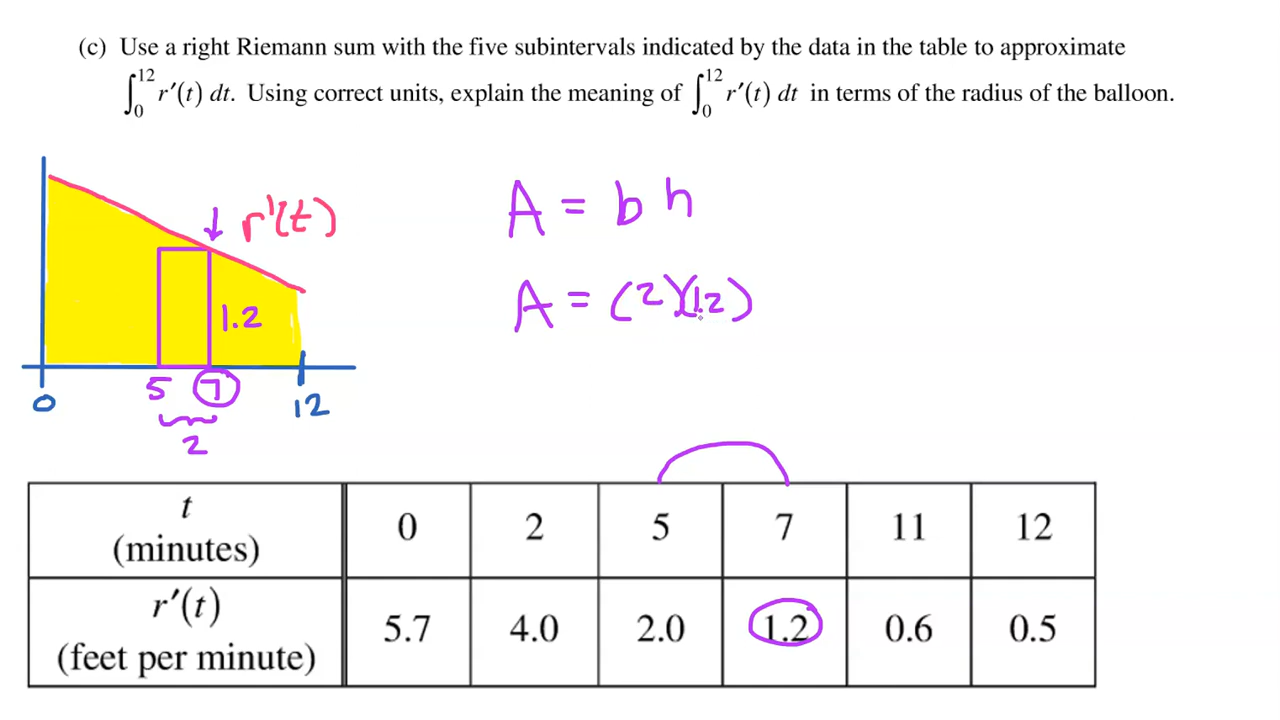 (c) Use a right Riemann sum with the five subintervals indicated by the data in the table to approximate
∫₀¹² r′(t) dt. Using correct units, explain the meaning of ∫₀¹² r′(t) dt in terms of the radius of the balloon.
r'(t)
A = b h
1.2
A = (2)(1.2)
0 5 7 12
2
t (minutes) 0 2 5 7 11 12
r′(t) (feet per minute) 5.7 4.0 2.0 1.2 0.6 0.5